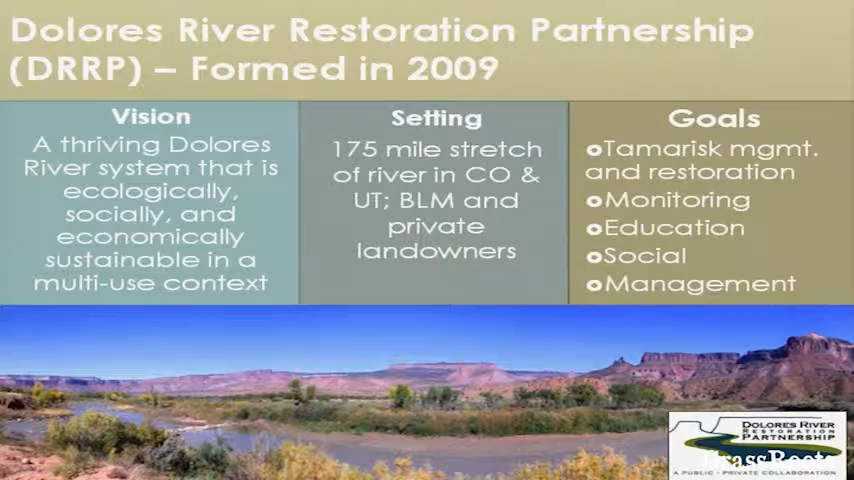 Dolores River Restoration Partnership
(DRRP) – Formed in 2009
Vision
A thriving Dolores
River system that is
ecologically,
socially, and
economically
sustainable in a
multi-use context
Setting
175 mile stretch
of river in CO &
UT; BLM and
private
landowners
Goals
Tamarisk mgmt.
and restoration
Monitoring
Education
Social
Management
DOLORES RIVER
RESTORATION
PARTNERSHIP
GrassRoots
A PUBLIC - PRIVATE COLLABORATION